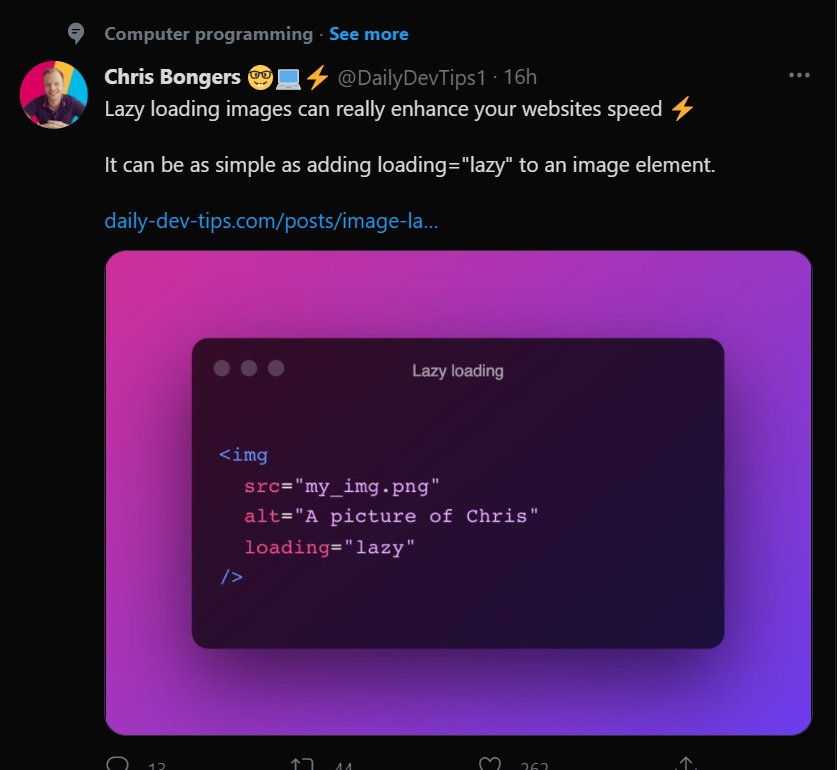 Computer programming · See more
Chris Bongers 🤓💻⚡ @DailyDevTips1 · 16h
Lazy loading images can really enhance your websites speed ⚡
It can be as simple as adding loading="lazy" to an image element.
daily-dev-tips.com/posts/image-la…
Lazy loading
<img
src="my_img.png"
alt="A picture of Chris"
loading="lazy"
/>
13 44 262